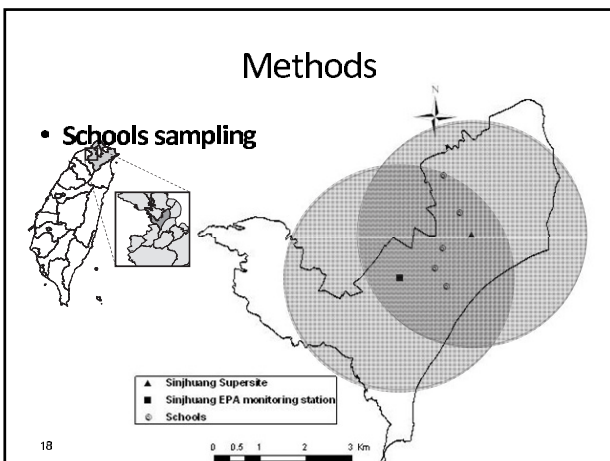 Methods
• Schools sampling
N
Sinjhuang Supersite
Sinjhuang EPA monitoring station
Schools
18
0 0.5 1 2 3 Km